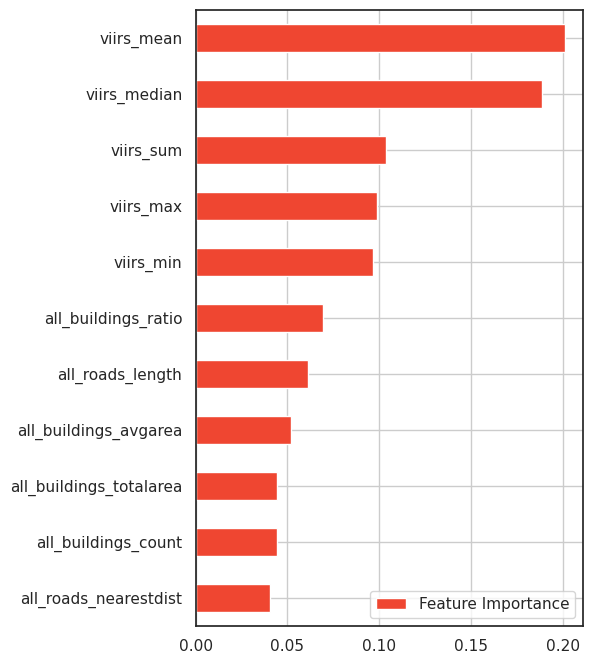 viirs_mean
viirs_median
viirs_sum
viirs_max
viirs_min
all_buildings_ratio
all_roads_length
all_buildings_avgarea
all_buildings_totalarea
all_buildings_count
all_roads_nearestdist
Feature Importance
0.00 0.05 0.10 0.15 0.20